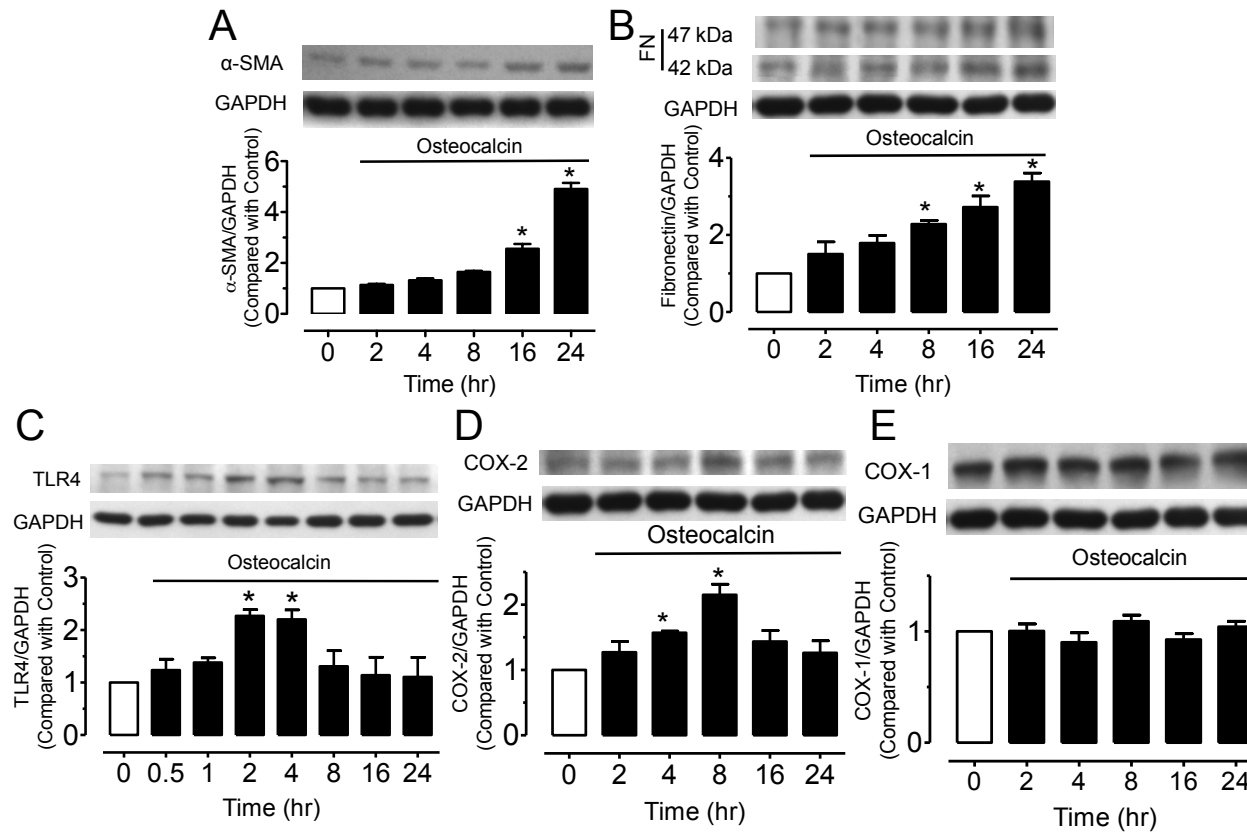 A
α-SMA
GAPDH
Osteocalcin
α-SMA/GAPDH
(Compared with Control)
6
4
2
0
*
*
0 2 4 8 16 24
Time (hr)
B
FN
47 kDa
42 kDa
GAPDH
Osteocalcin
Fibronectin/GAPDH
(Compared with Control)
4
2
0
*
*
*
0 2 4 8 16 24
Time (hr)
C
TLR4
GAPDH
Osteocalcin
TLR4/GAPDH
(Compared with Control)
3
2
1
0
* *
0 0.5 1 2 4 8 16 24
Time (hr)
D
COX-2
GAPDH
Osteocalcin
COX-2/GAPDH
(Compared with Control)
2
1
0
*
*
0 2 4 8 16 24
Time (hr)
E
COX-1
GAPDH
Osteocalcin
COX-1/GAPDH
(Compared with Control)
1
0
0 2 4 8 16 24
Time (hr)